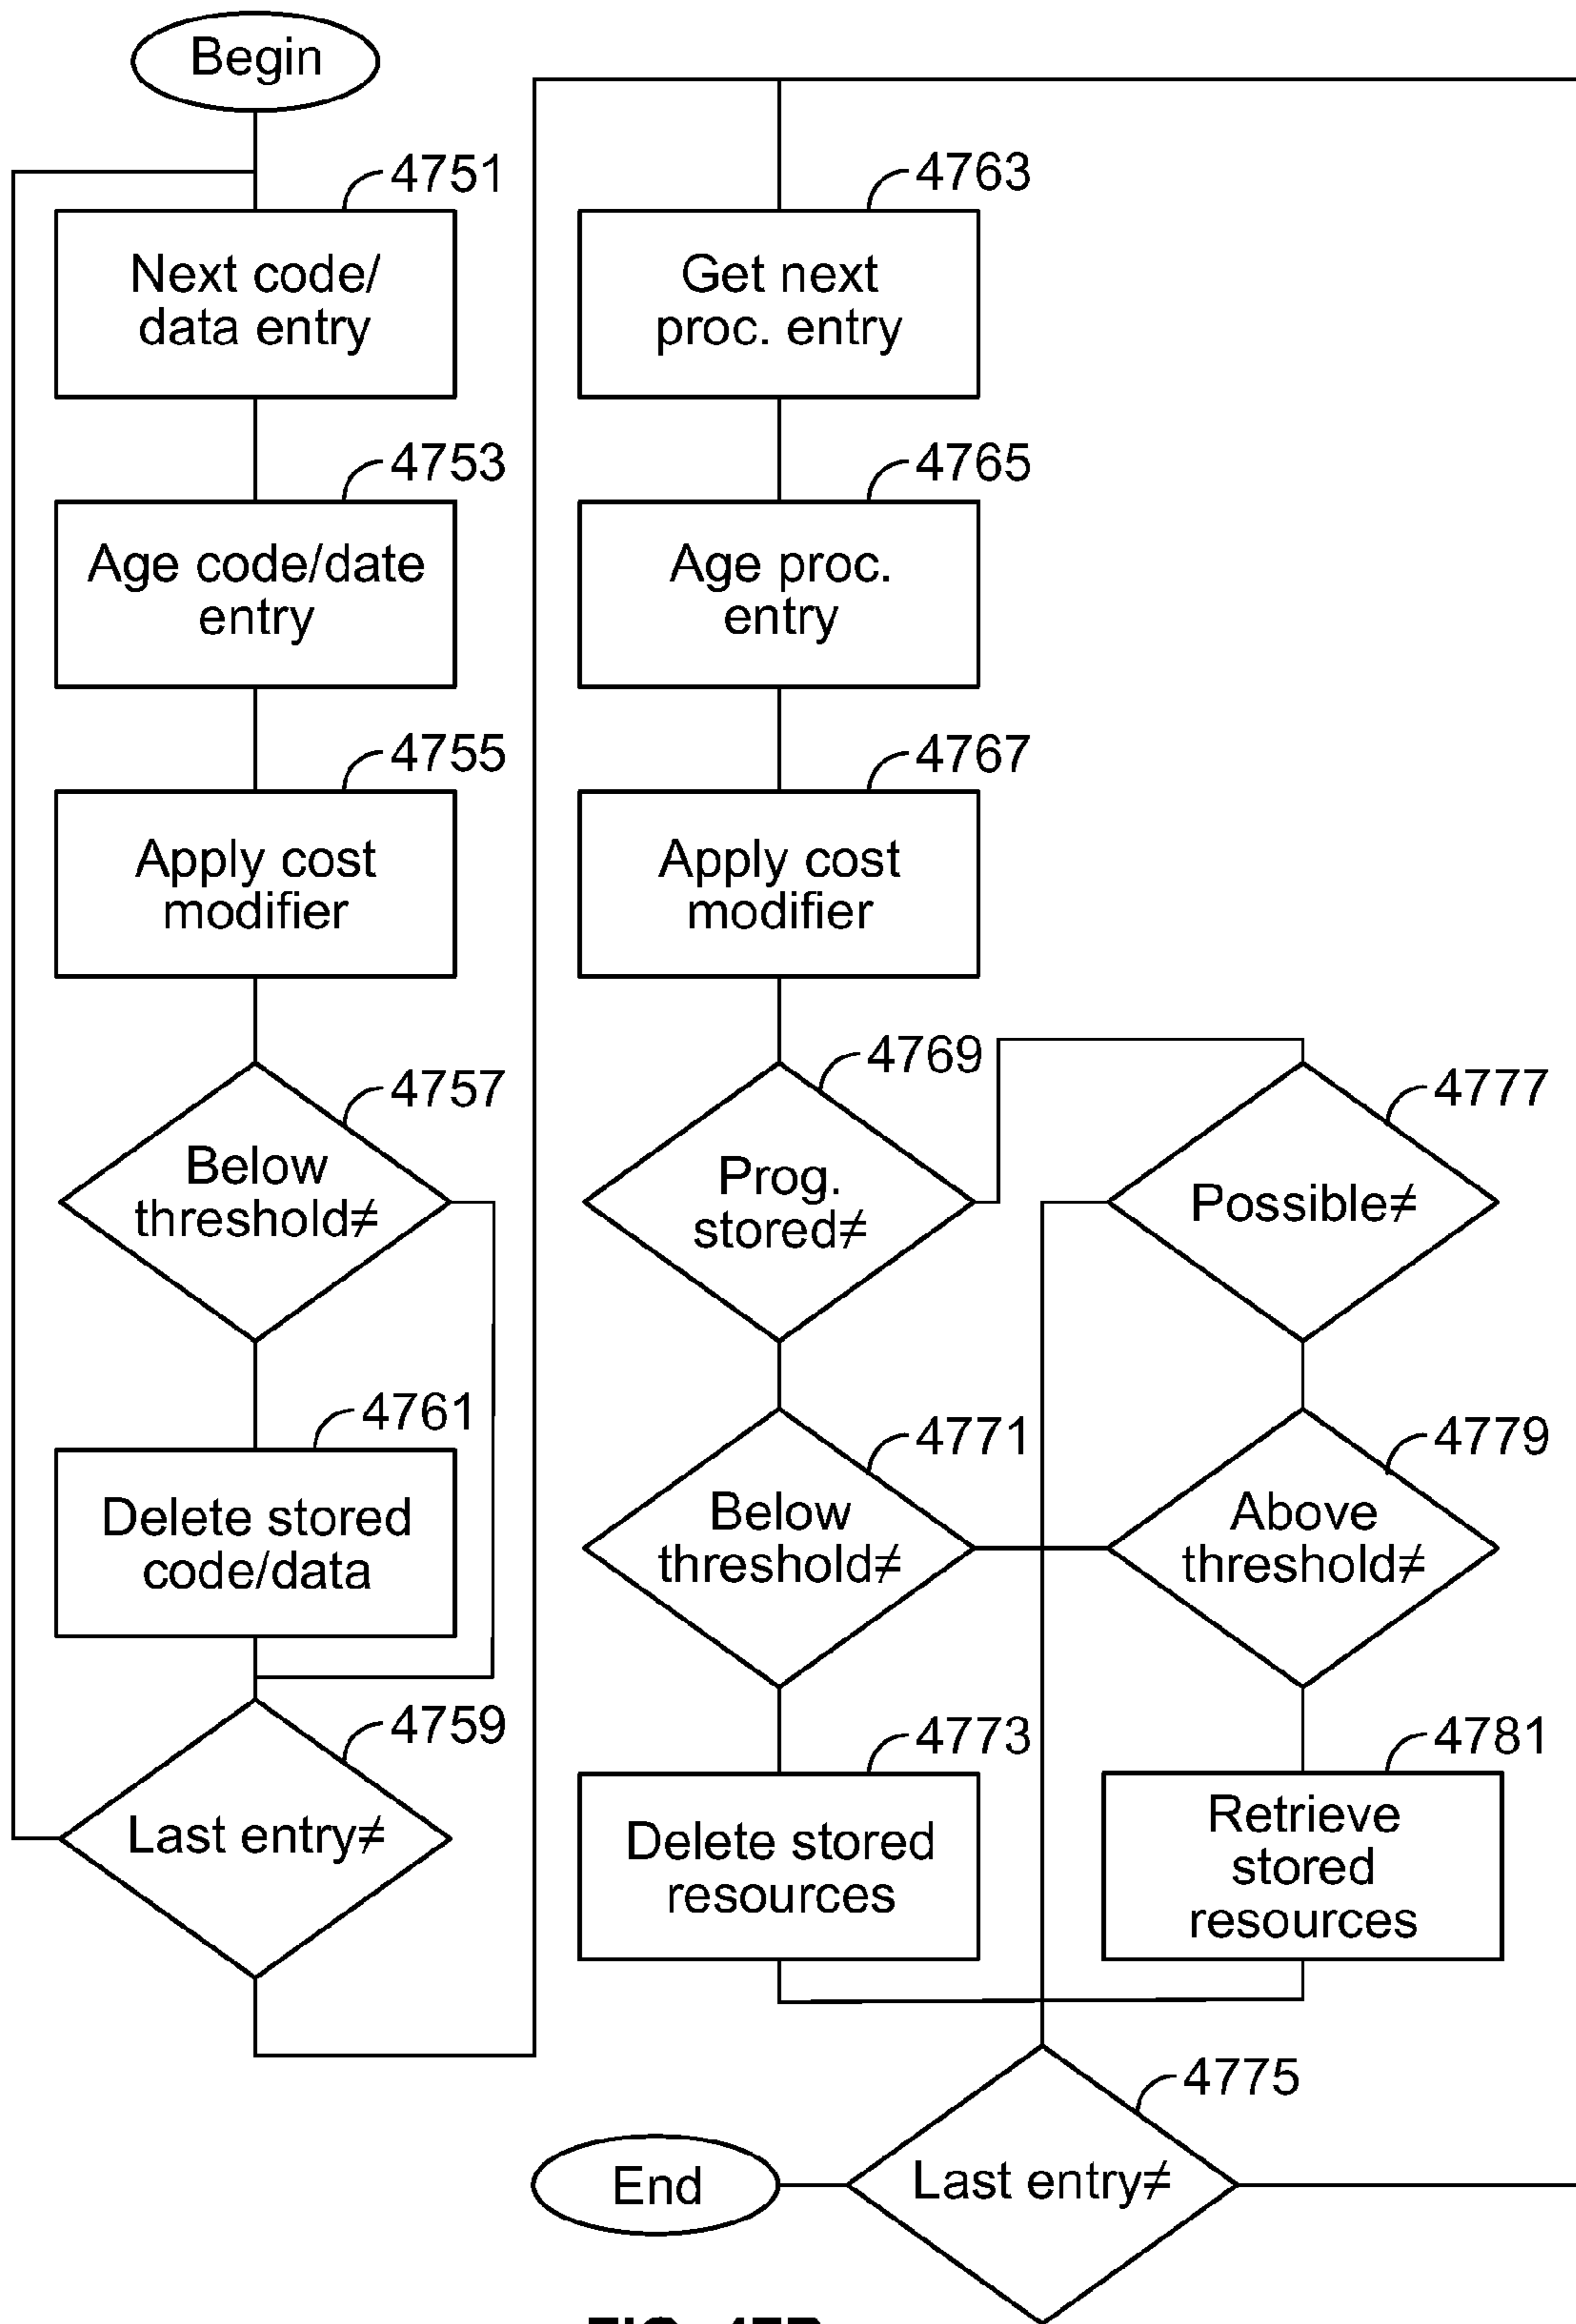 Begin
4751
Next code/
data entry
4753
Age code/date
entry
4755
Apply cost
modifier
4757
Below
threshold≠
4761
Delete stored
code/data
4759
Last entry≠
4763
Get next
proc. entry
4765
Age proc.
entry
4767
Apply cost
modifier
4769
Prog.
stored≠
4771
Below
threshold≠
4773
Delete stored
resources
4777
Possible≠
4779
Above
threshold≠
4781
Retrieve
stored
resources
4775
Last entry≠
End